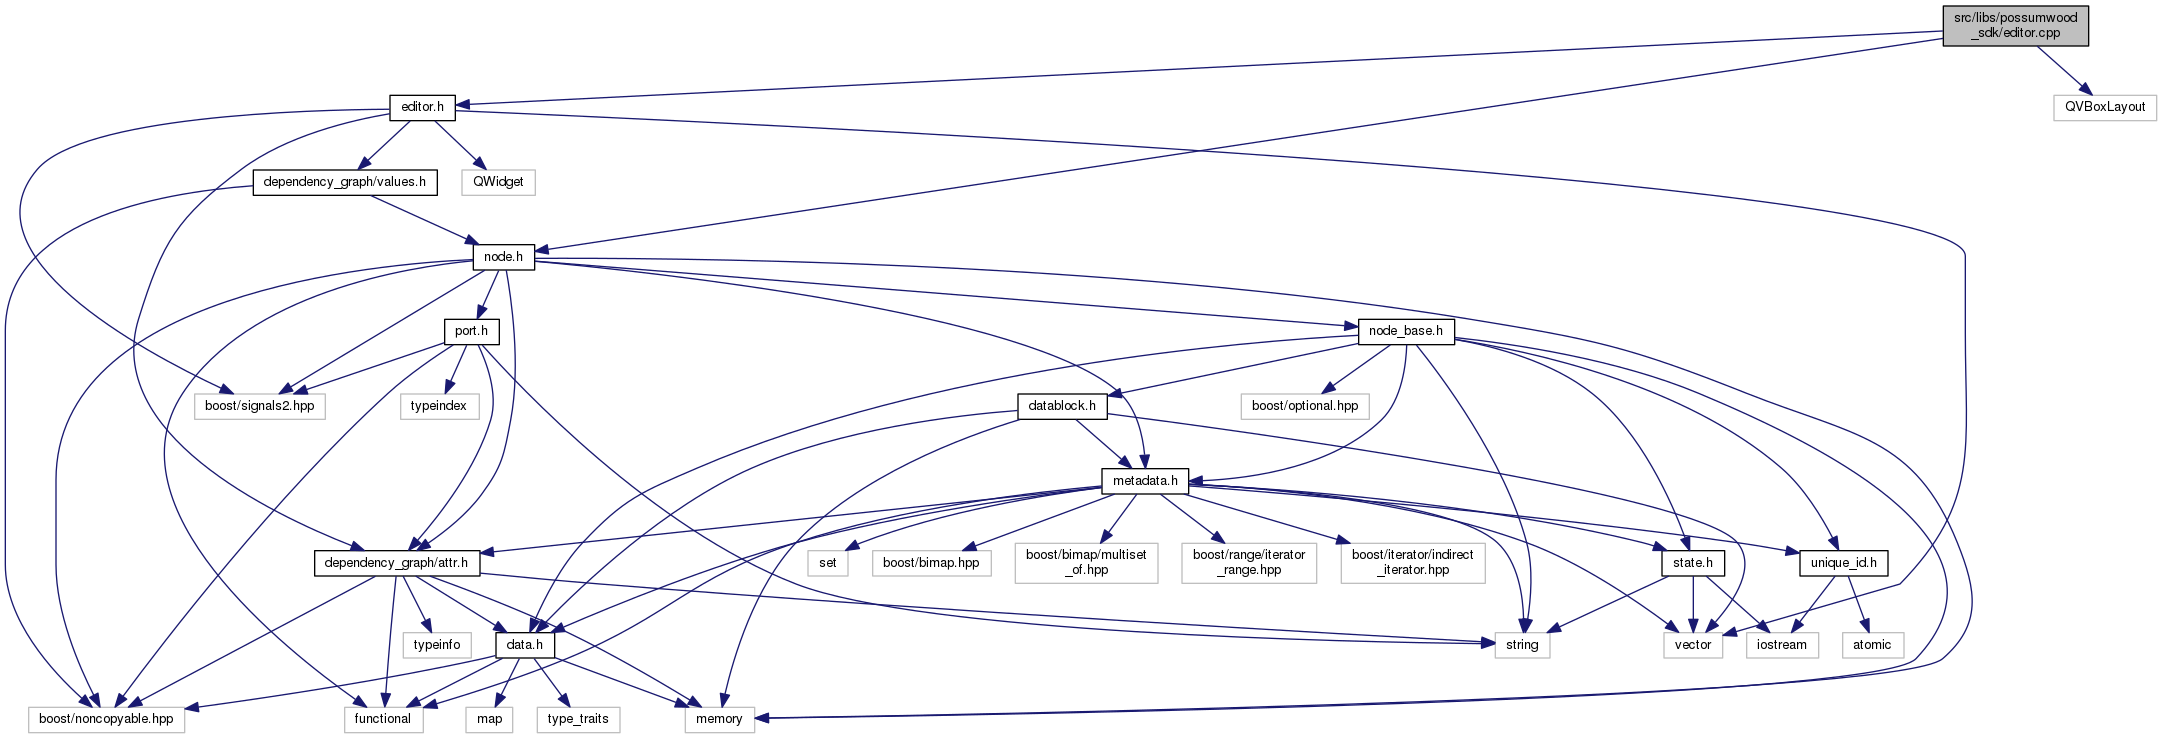 src/libs/possumwood
_sdk/editor.cpp
editor.h
QVBoxLayout
dependency_graph/values.h
QWidget
node.h
port.h
node_base.h
boost/signals2.hpp
typeindex
datablock.h
boost/optional.hpp
metadata.h
dependency_graph/attr.h
set
boost/bimap.hpp
boost/bimap/multiset
_of.hpp
boost/range/iterator
_range.hpp
boost/iterator/indirect
_iterator.hpp
state.h
unique_id.h
typeinfo
data.h
string
vector
iostream
atomic
boost/noncopyable.hpp
functional
map
type_traits
memory